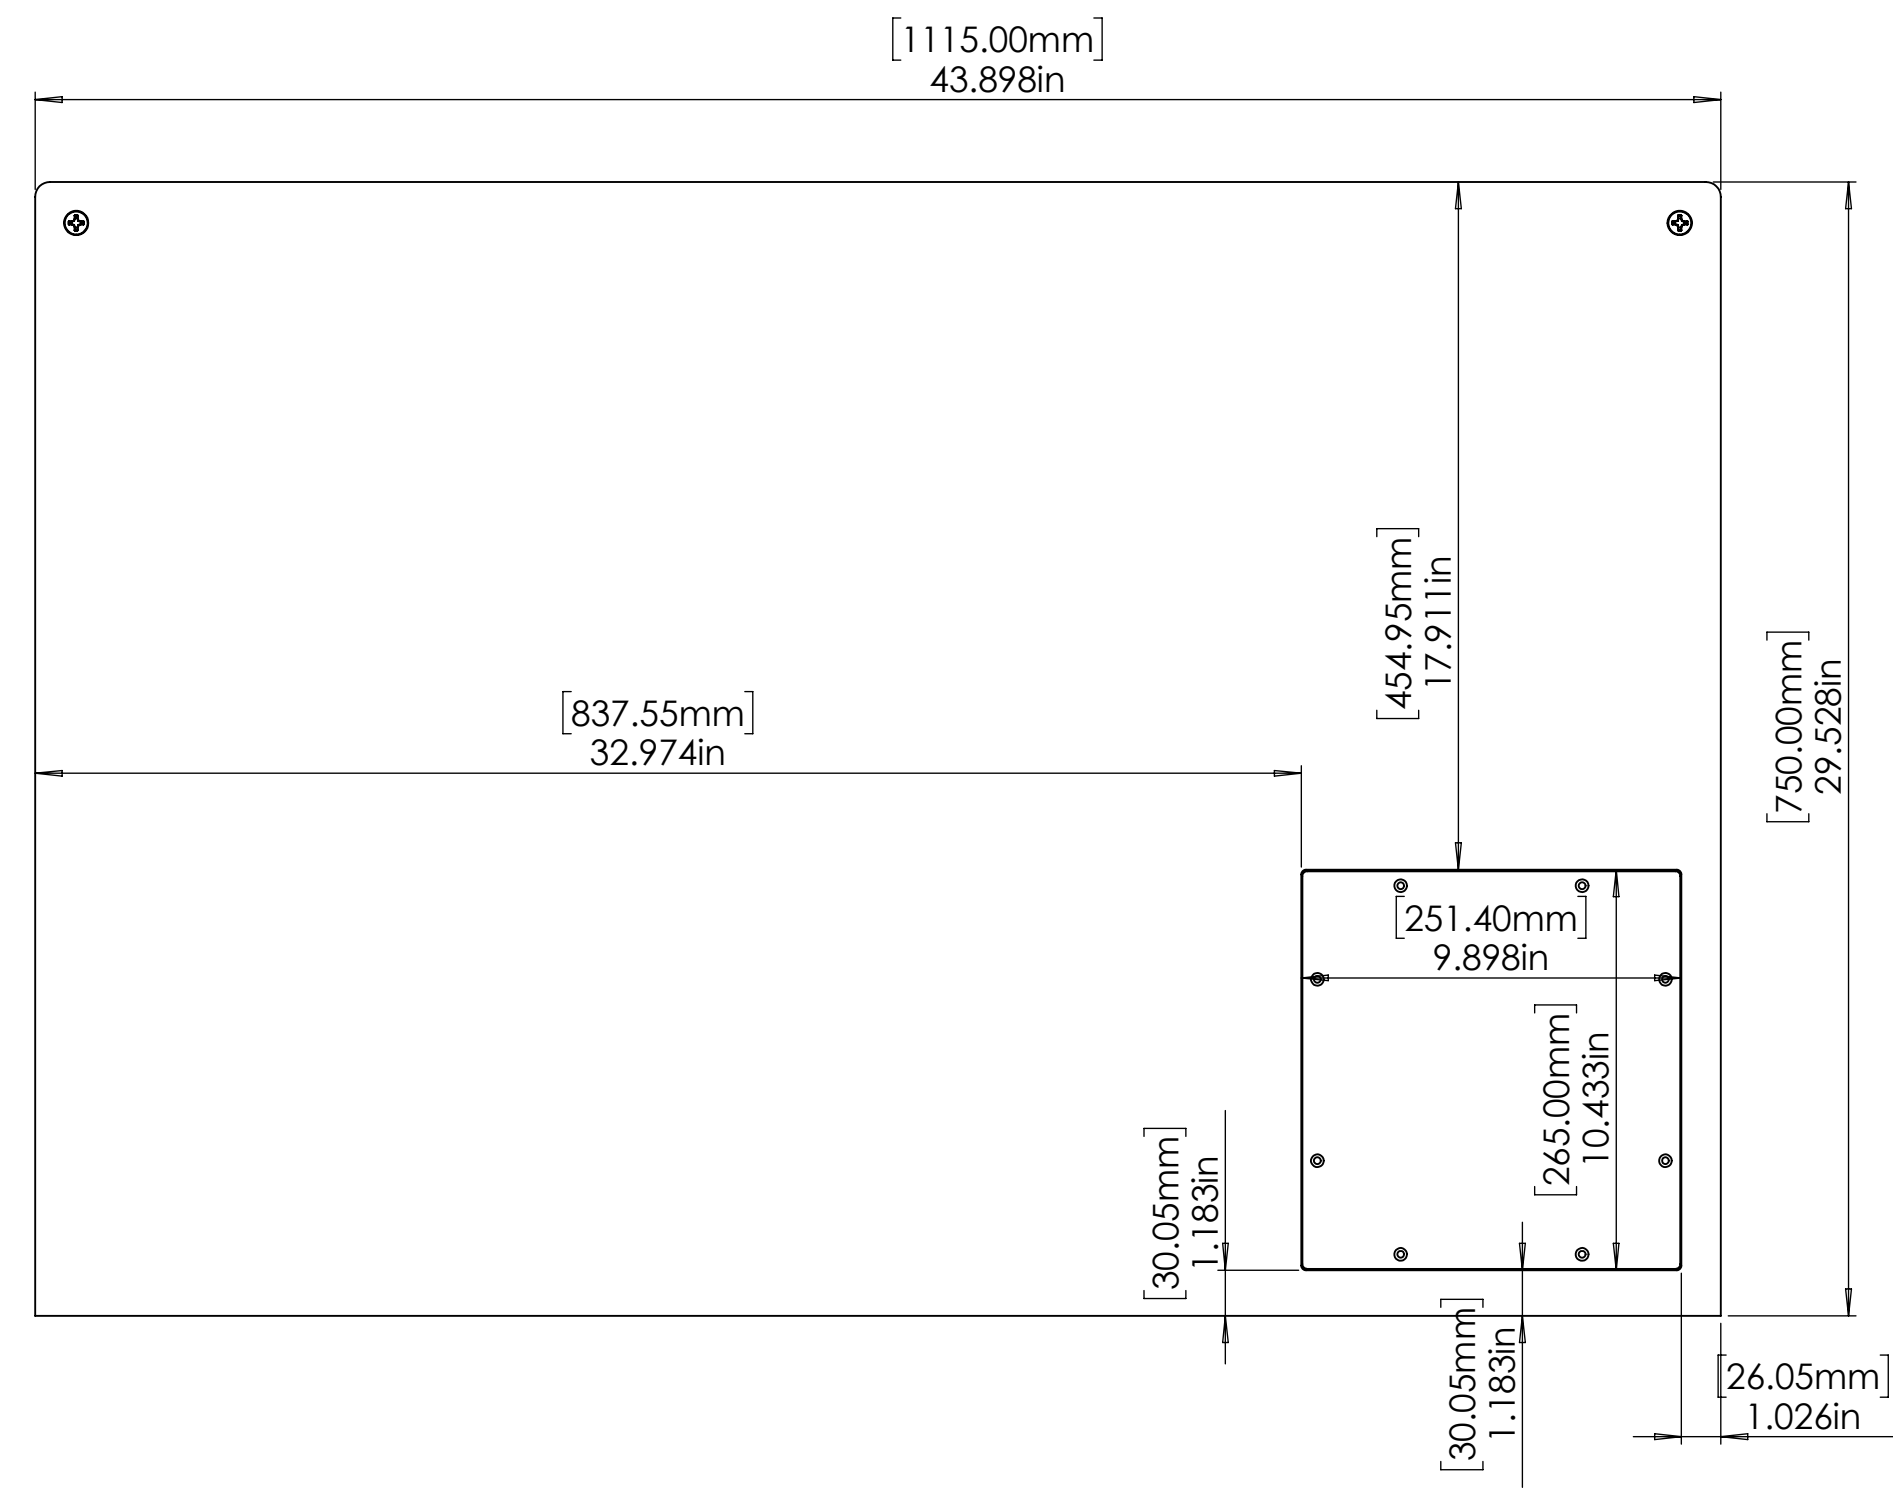 [1115.00mm]
43.898in
[454.95mm]
17.911in
[750.00mm]
29.528in
[837.55mm]
32.974in
[251.40mm]
9.898in
[265.00mm]
10.433in
[30.05mm]
1.183in
[30.05mm]
1.183in
[26.05mm]
1.026in